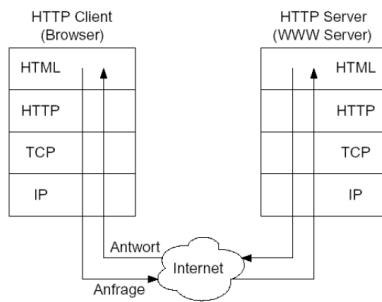 HTTP Client
(Browser)
HTML
HTTP
TCP
IP
HTTP Server
(WWW Server)
HTML
HTTP
TCP
IP
Antwort
Internet
Anfrage